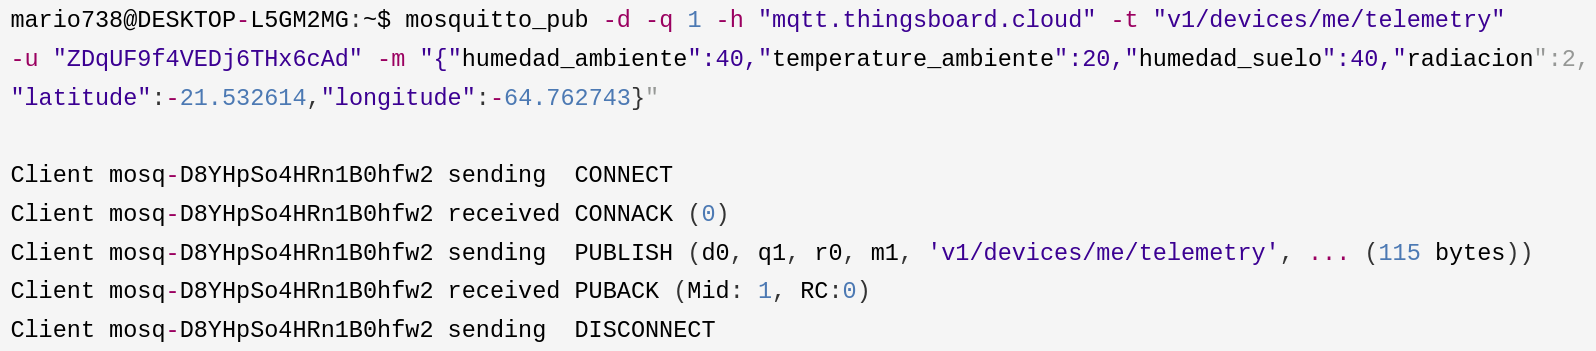 mario738@DESKTOP-L5GM2MG:~$ mosquitto_pub -d -q 1 -h "mqtt.thingsboard.cloud" -t "v1/devices/me/telemetry"
-u "ZDqUF9f4VEDj6THx6cAd" -m "{"humedad_ambiente":40,"temperature_ambiente":20,"humedad_suelo":40,"radiacion":2,
"latitude":-21.532614,"longitude":-64.762743}"
Client mosq-D8YHpSo4HRn1B0hfw2 sending  CONNECT
Client mosq-D8YHpSo4HRn1B0hfw2 received CONNACK (0)
Client mosq-D8YHpSo4HRn1B0hfw2 sending  PUBLISH (d0, q1, r0, m1, 'v1/devices/me/telemetry', ... (115 bytes))
Client mosq-D8YHpSo4HRn1B0hfw2 received PUBACK (Mid: 1, RC:0)
Client mosq-D8YHpSo4HRn1B0hfw2 sending  DISCONNECT